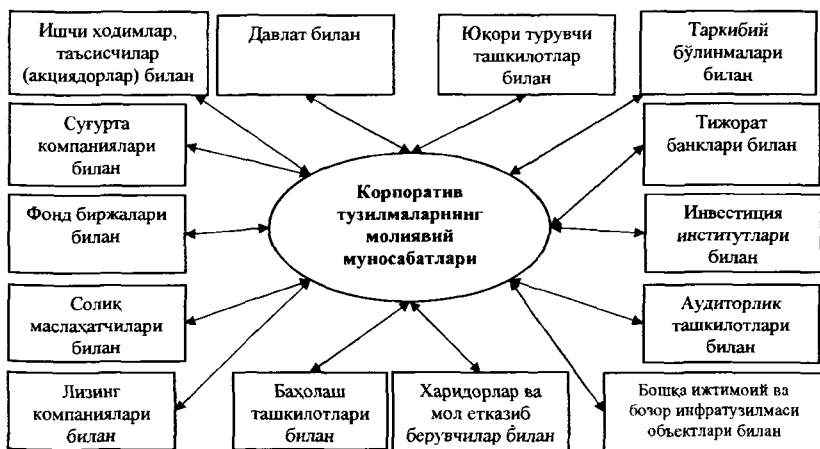 Ишчи ходимлар,
таъсисчилар
(акциядорлар) билан
Давлат билан
Юқори турувчи
ташкилотлар
билан
Таркибий
бўлинмалари
билан
Суғурта
компаниялари
билан
Тижорат
банклари билан
Корпоратив
тузилмаларнинг
молиявий
муносабатлари
Фонд биржалари
билан
Инвестиция
институтлари
билан
Солиқ
маслаҳатчилари
билан
Аудиторлик
ташкилотлари
билан
Лизинг
компаниялари
билан
Баҳолаш
ташкилотлари
билан
Харидорлар ва
мол етказиб
берувчилар билан
Бошқа ижтимоий ва
бозор инфратузилмаси
объектлари билан